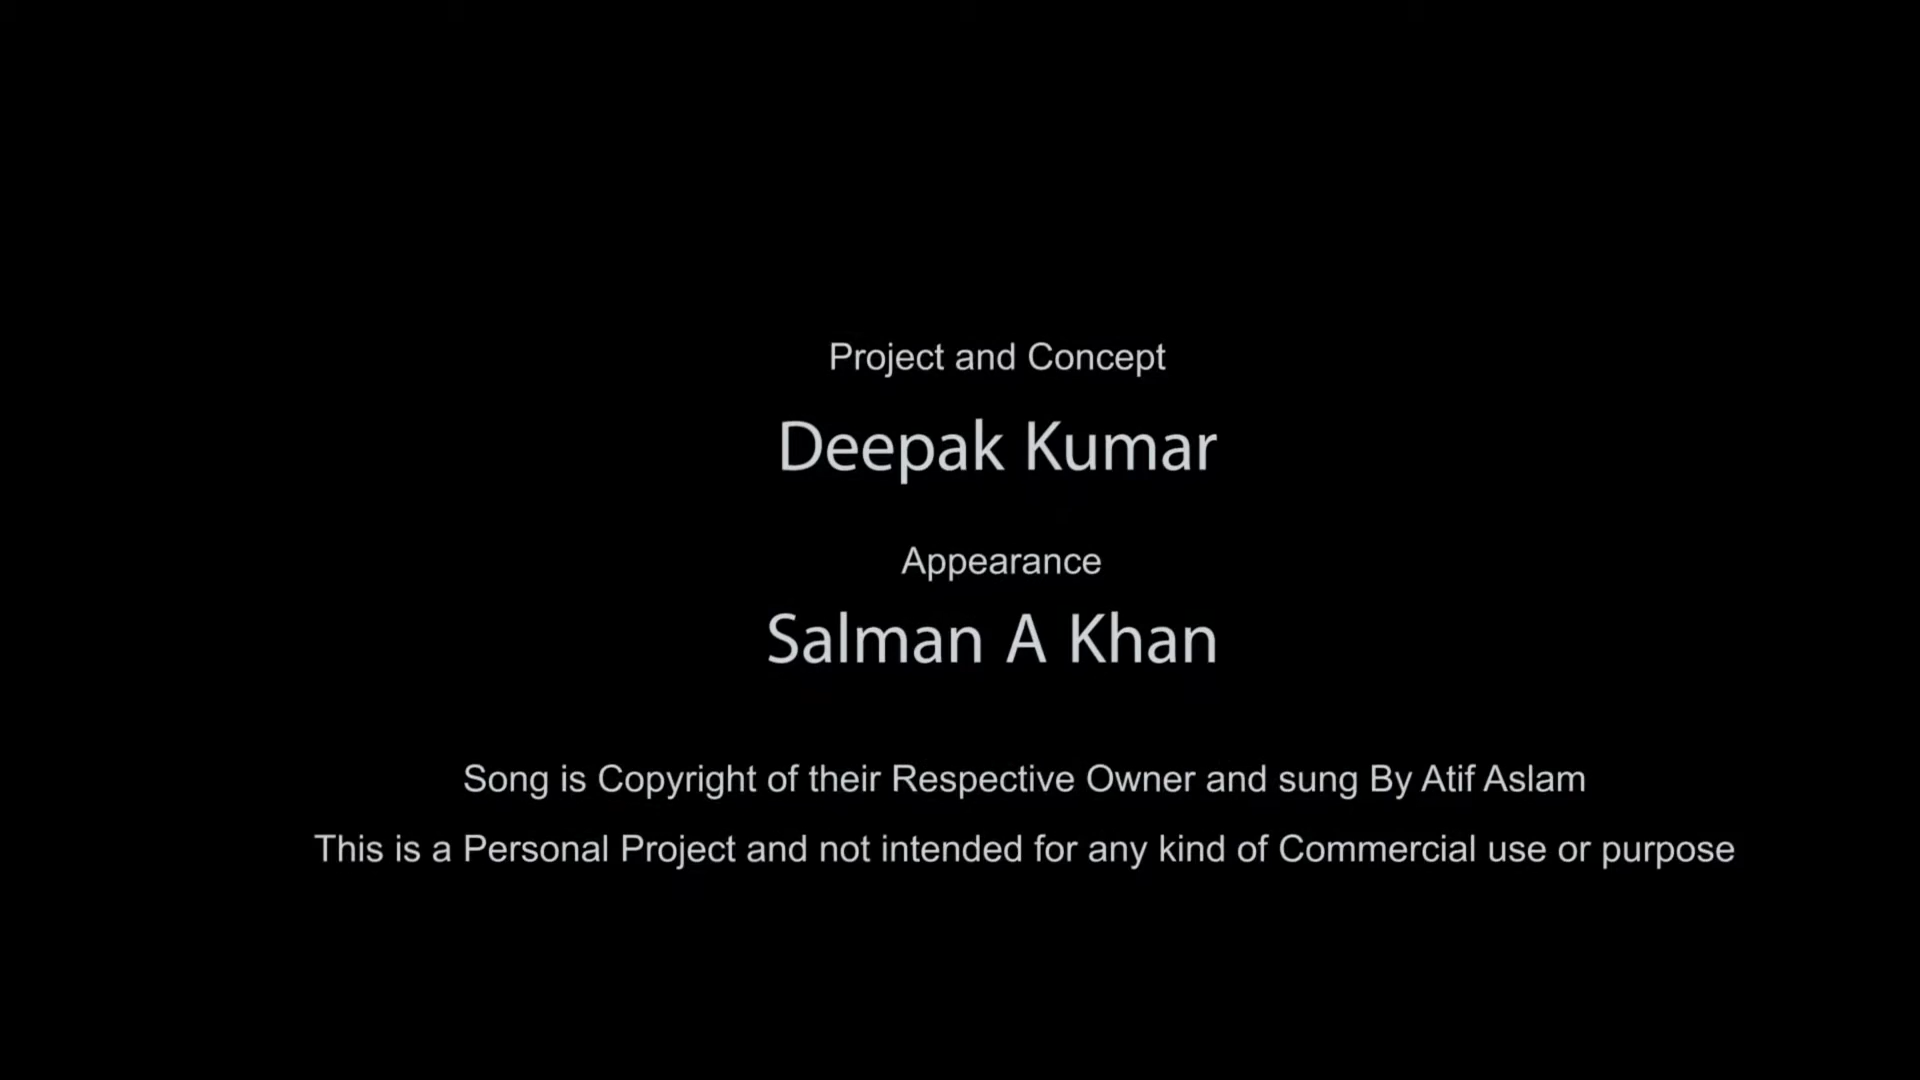 Project and Concept
Deepak Kumar
Appearance
Salman A Khan
Song is Copyright of their Respective Owner and sung By Atif Aslam
This is a Personal Project and not intended for any kind of Commercial use or purpose